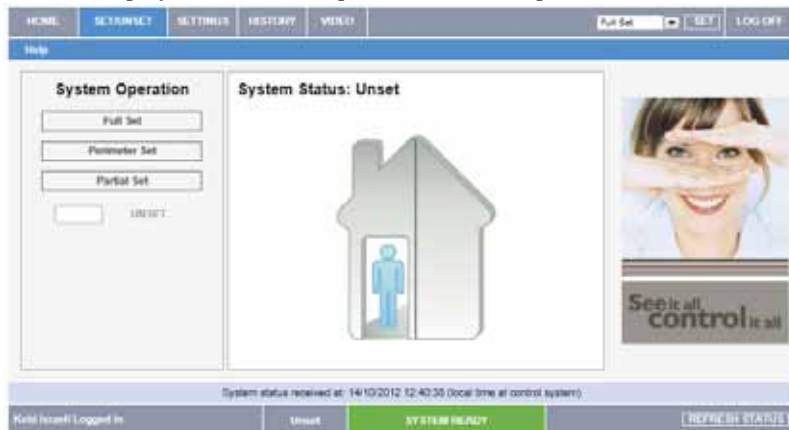 HOME SET/UNSET SETTINGS HISTORY VIDEO Full Set SET LOG OFF
Help
System Operation
Full Set
Perimeter Set
Partial Set
UNSET
System Status: Unset
See it all
control it all
System status received at: 14/10/2012 12:40:38 (local time at control system)
Logged in Unset SYSTEM READY REFRESH STATUS